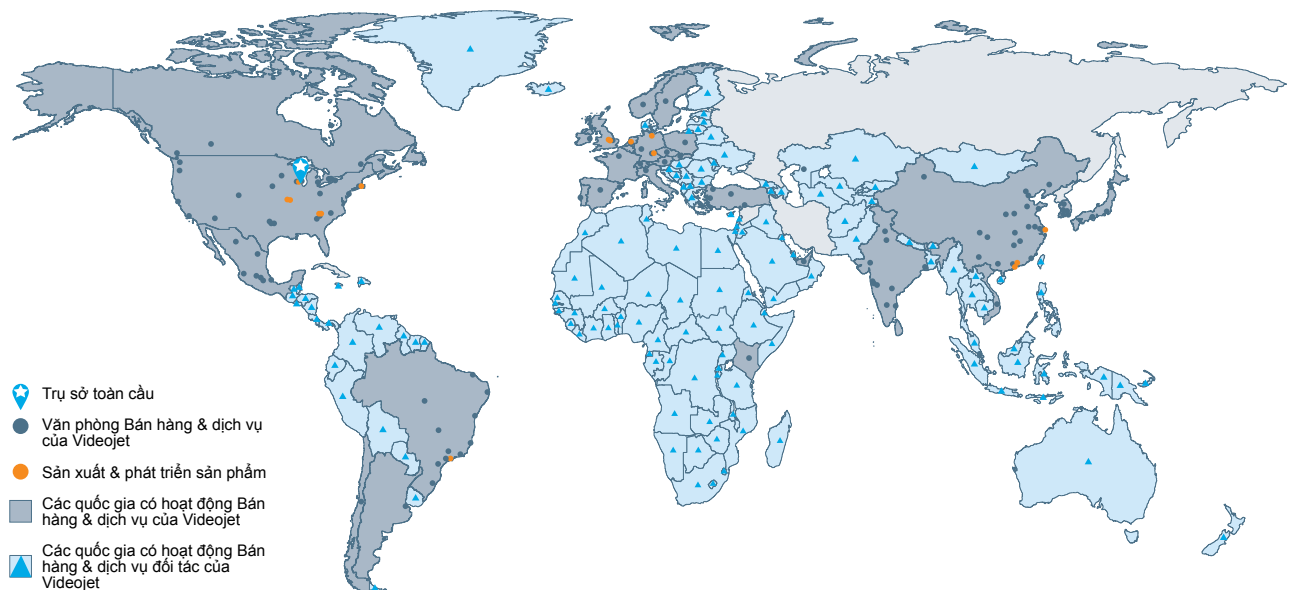 Trụ sở toàn cầu
Văn phòng Bán hàng & dịch vụ
của Videojet
Sản xuất & phát triển sản phẩm
Các quốc gia có hoạt động Bán
hàng & dịch vụ của Videojet
Các quốc gia có hoạt động Bán
hàng & dịch vụ đối tác của
Videojet